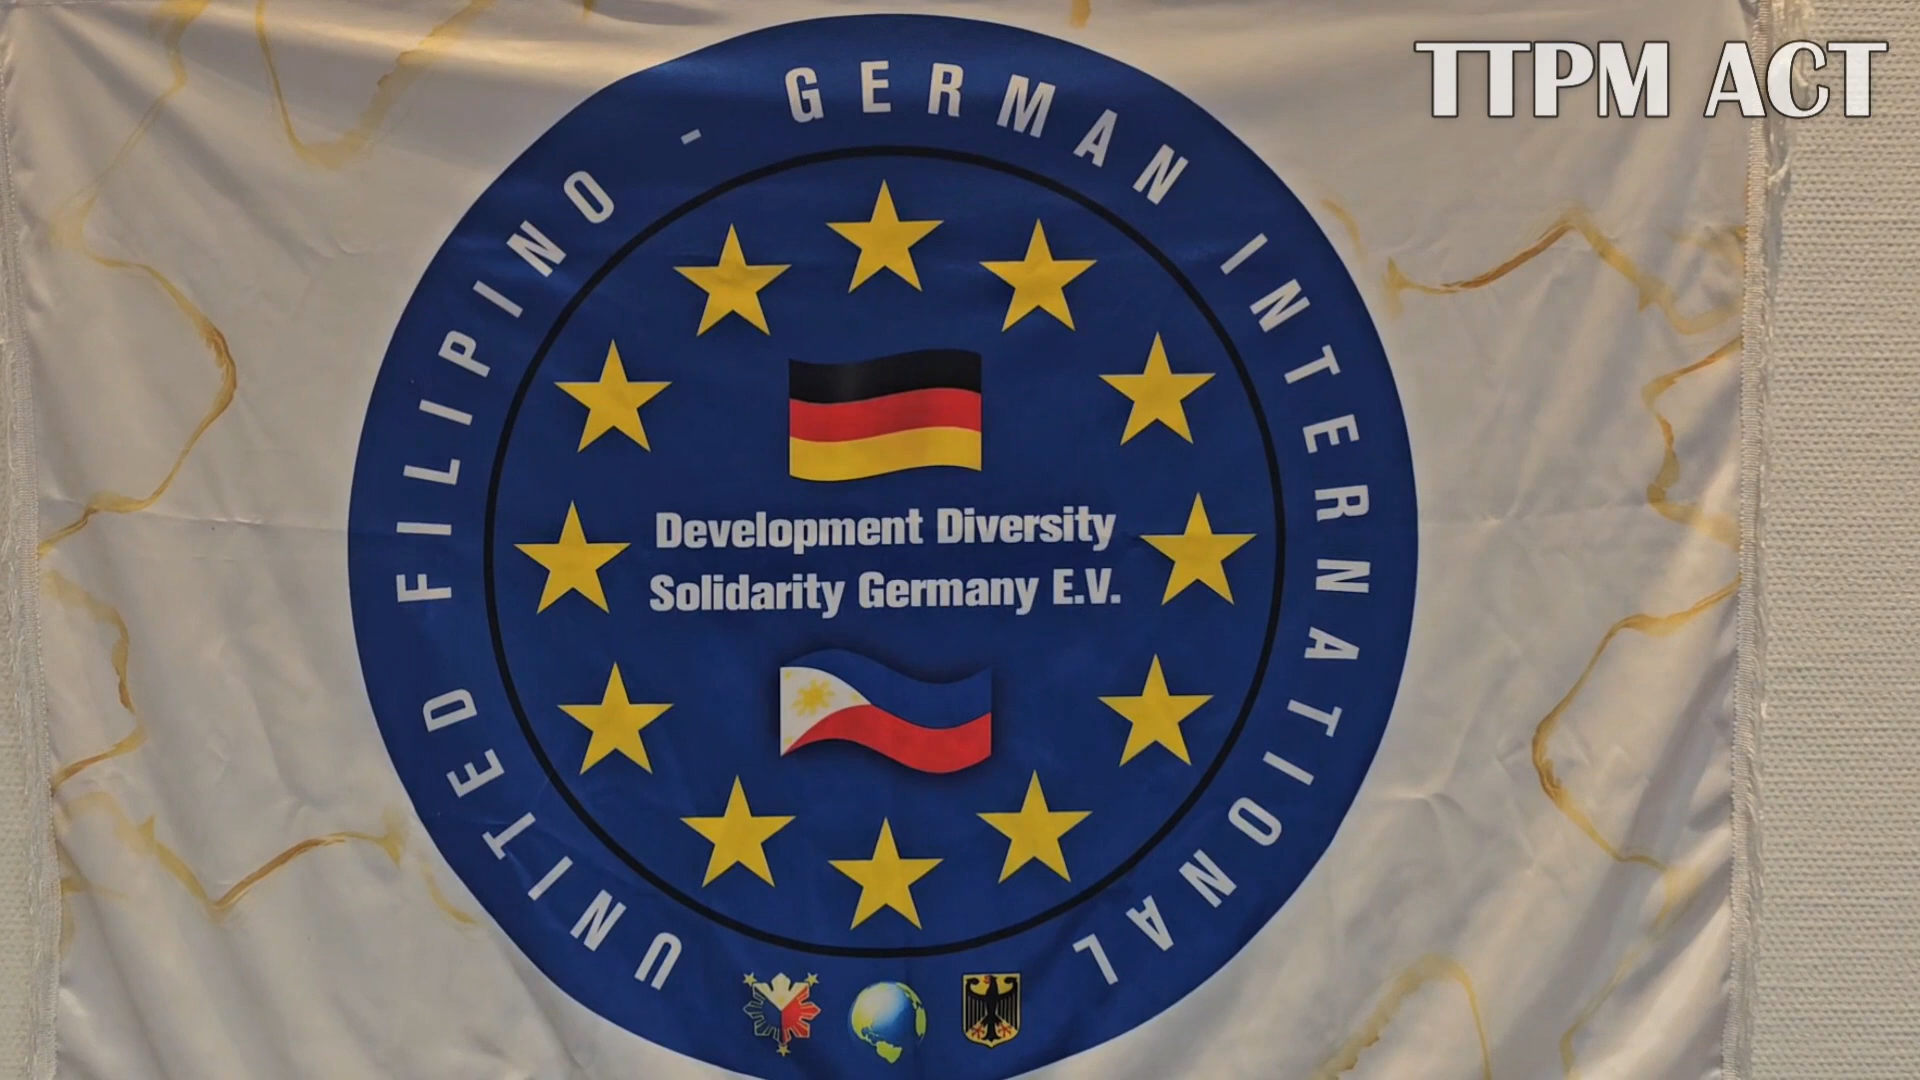 TTPM ACT
UNITED FILIPINO - GERMAN INTERNATIONAL
Development Diversity
Solidarity Germany E.V.